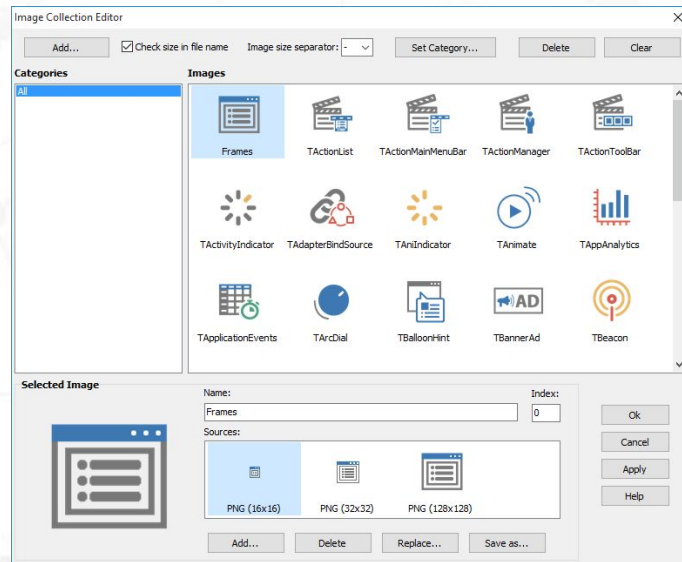 Image Collection Editor
Add... Check size in file name Image size separator: - Set Category... Delete Clear
Categories Images
All
Frames TActionList TActionMainMenuBar TActionManager TActionToolBar
TActivityIndicator TAdapterBindSource TAniIndicator TAnimate TAppAnalytics
AD
TApplicationEvents TArcDial TBalloonHint TBannerAd TBeacon
Selected Image
Name: Index:
Frames 0
Sources:
PNG (16x16) PNG (32x32) PNG (128x128)
Add... Delete Replace... Save as...
Ok
Cancel
Apply
Help